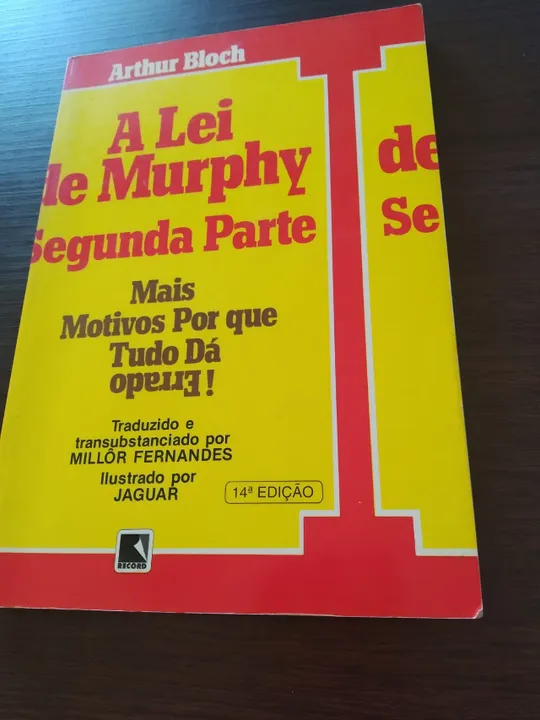 Arthur Bloch
A Lei
de Murphy
Segunda Parte
Mais
Motivos Por que
Tudo Dá
Errado!
Traduzido e
transubstanciado por
MILLÔR FERNANDES
Ilustrado por
JAGUAR
14ª EDIÇÃO
RECORD
de
Se